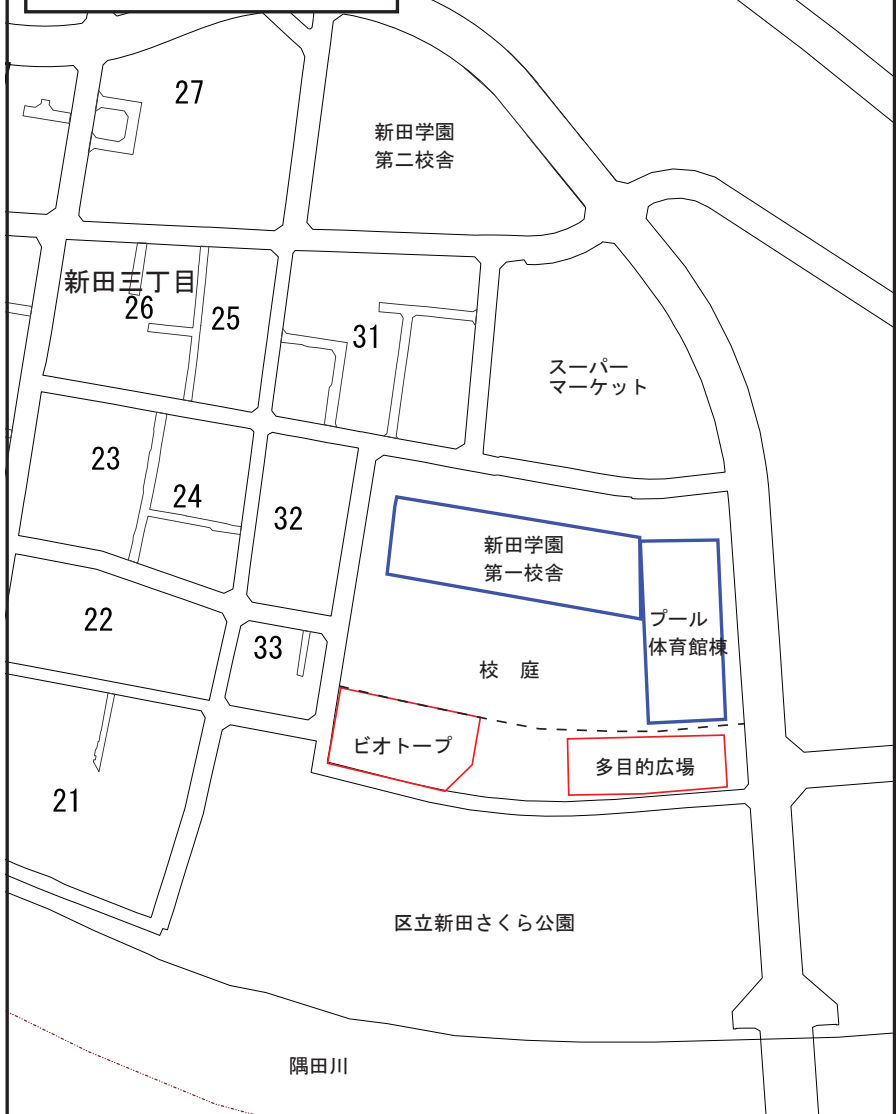 27
新田学園
第二校舎
新田三丁目
26
25
31
スーパー
マーケット
23
24
32
新田学園
第一校舎
プール
体育館棟
22
33
校　庭
ビオトープ
多目的広場
21
区立新田さくら公園
隅田川